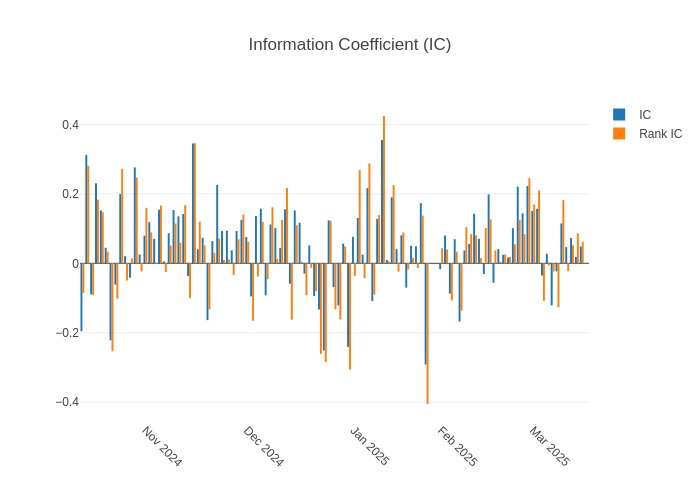 Information Coefficient (IC)
IC
Rank IC
0.4
0.2
0
−0.2
−0.4
Nov 2024
Dec 2024
Jan 2025
Feb 2025
Mar 2025